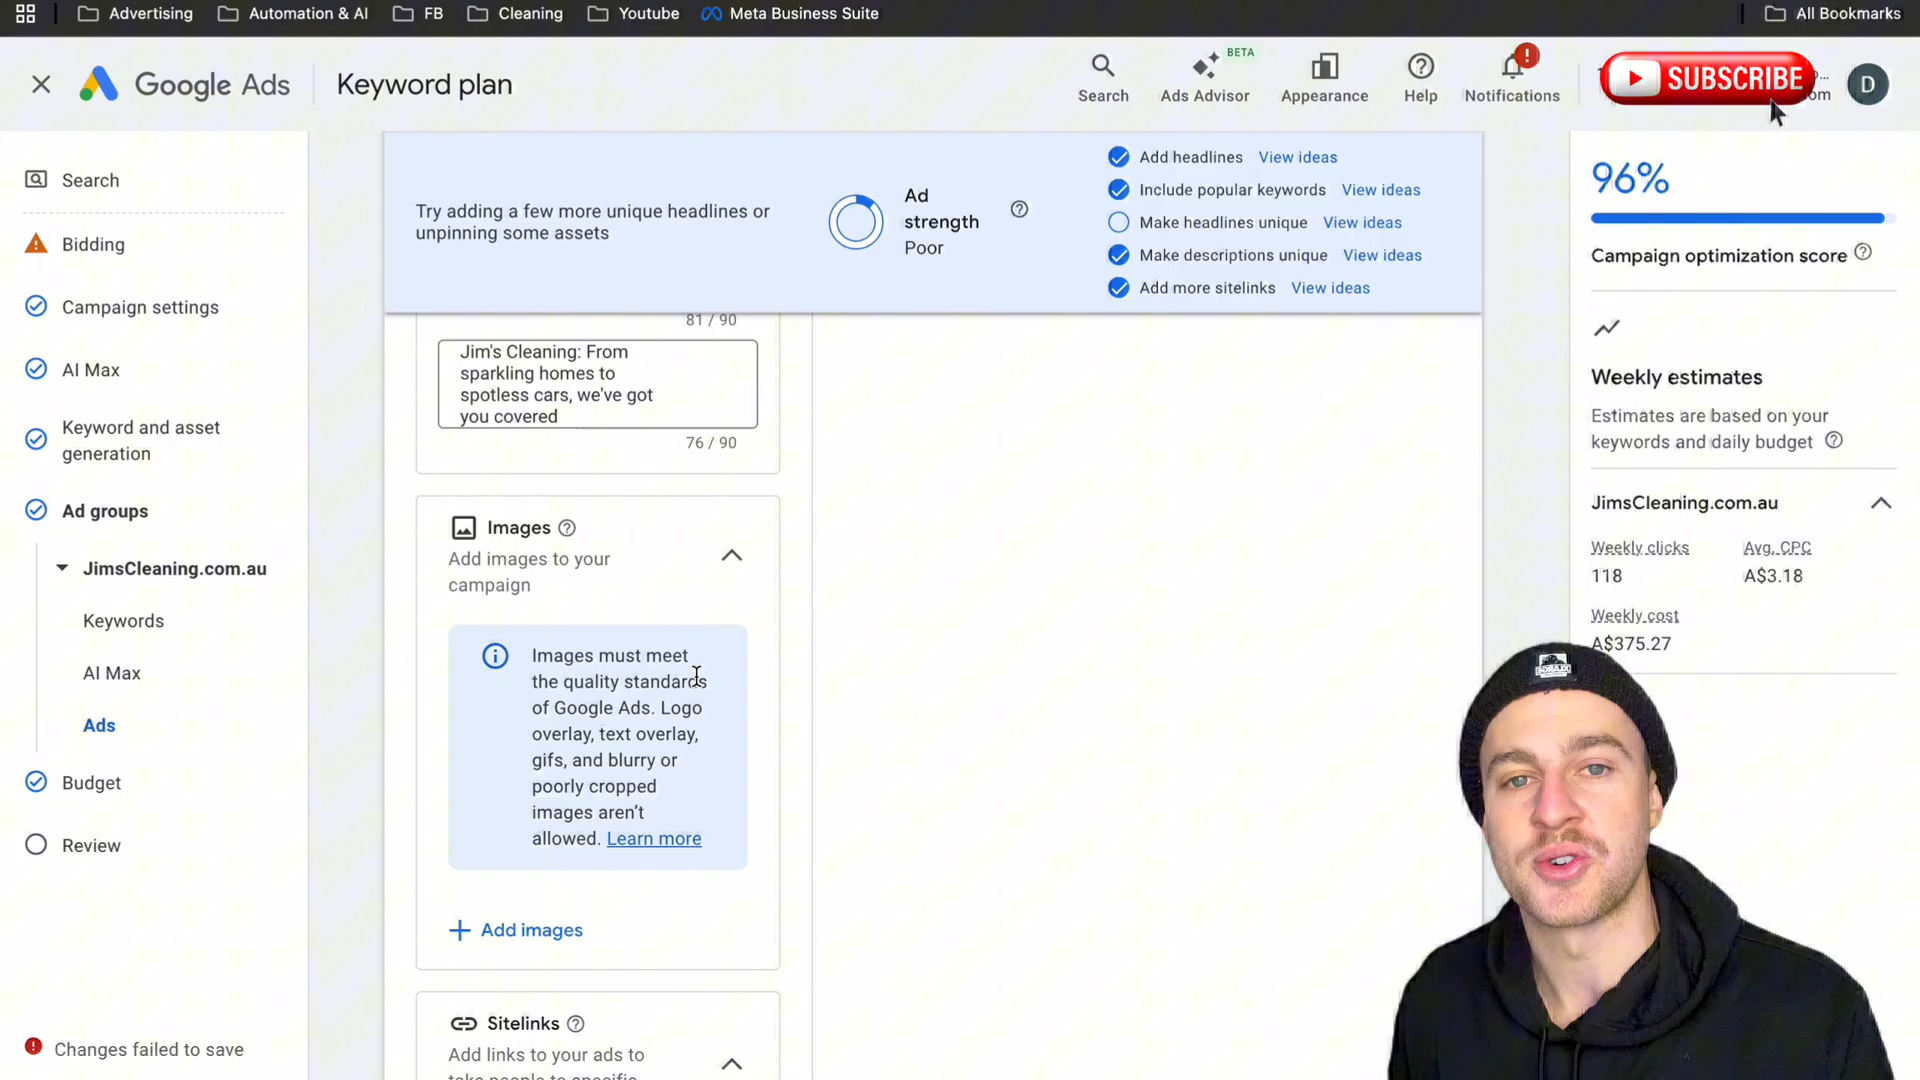 Advertising
Automation & AI
FB
Cleaning
Youtube
Meta Business Suite
All Bookmarks
Google Ads
Keyword plan
Search
BETA
Ads Advisor
Appearance
Help
Notifications
SUBSCRIBE
D
Search
Bidding
Campaign settings
AI Max
Keyword and asset
generation
Ad groups
JimsCleaning.com.au
Keywords
AI Max
Ads
Budget
Review
Changes failed to save
Try adding a few more unique headlines or
unpinning some assets
Ad
strength
Poor
Add headlines View ideas
Include popular keywords View ideas
Make headlines unique View ideas
Make descriptions unique View ideas
Add more sitelinks View ideas
81 / 90
Jim's Cleaning: From
sparkling homes to
spotless cars, we've got
you covered
76 / 90
Images
Add images to your
campaign
Images must meet
the quality standards
of Google Ads. Logo
overlay, text overlay,
gifs, and blurry or
poorly cropped
images aren't
allowed. Learn more
Add images
Sitelinks
Add links to your ads to
take people to specific
96%
Campaign optimization score
Weekly estimates
Estimates are based on your
keywords and daily budget
JimsCleaning.com.au
Weekly clicks Avg. CPC
118 A$3.18
Weekly cost
A$375.27